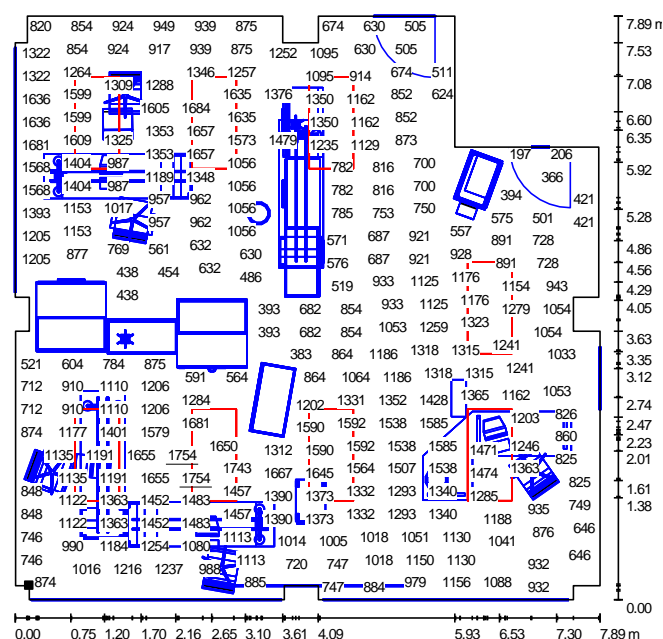 820 854 924 949 939 875 674 630 505 7.89 m
1322 854 924 917 939 875 1252 1095 630 505 7.53
1322 1264 1309 1288 1346 1257 1095 914 674 511 7.08
1636 1599 1605 1684 1635 1376 1350 1162 852 624
1636 1599 1353 1657 1635 1350 1162 852 6.60
1681 1609 1325 1573 1479 1235 1129 873 6.35
1568 1404 987 1353 1657 1056 782 816 700 197 206 5.92
1568 1404 987 1189 1348 1056 782 816 700 394 366
1393 1153 1017 957 962 1056 785 753 750 575 501 421 5.28
1205 1153 769 957 962 1056 571 687 921 557 891 728 421
1205 877 561 632 630 576 687 921 928 891 728 4.86
438 454 632 486 519 933 1125 1176 1154 943 4.56
438 4.29
393 682 854 933 1125 1176 1279 1054 4.05
393 682 854 1053 1259 1323 1054
383 864 1186 1318 1315 1241 1033 3.63
521 604 784 875 591 564 864 1064 1186 1318 1315 1241 3.35
712 910 1110 1206 1284 1202 1331 1352 1428 1365 1162 1053 3.12
712 910 1110 1206 1681 1590 1592 1538 1585 1203 826 2.74
874 1177 1401 1579 1650 1312 1590 1592 1538 1585 1471 1246 860 2.47
1135 1191 1655 1754 1743 1667 1645 1564 1507 1538 1474 1363 825 2.23
848 1135 1191 1655 1754 1457 1390 1373 1332 1293 1340 1285 825 2.01
848 1122 1363 1452 1483 1457 1390 1373 1332 1293 1340 1188 935 749 1.61
746 1122 1363 1452 1483 1113 1014 1005 1018 1051 1130 1041 876 646 1.38
746 990 1184 1254 1080 1113 720 747 1018 1150 1130 932 646
874 1016 1216 1237 988 885 747 884 979 1156 1088 932
0.00
0.00 0.75 1.20 1.70 2.16 2.65 3.10 3.61 4.09 5.93 6.53 7.30 7.89 m